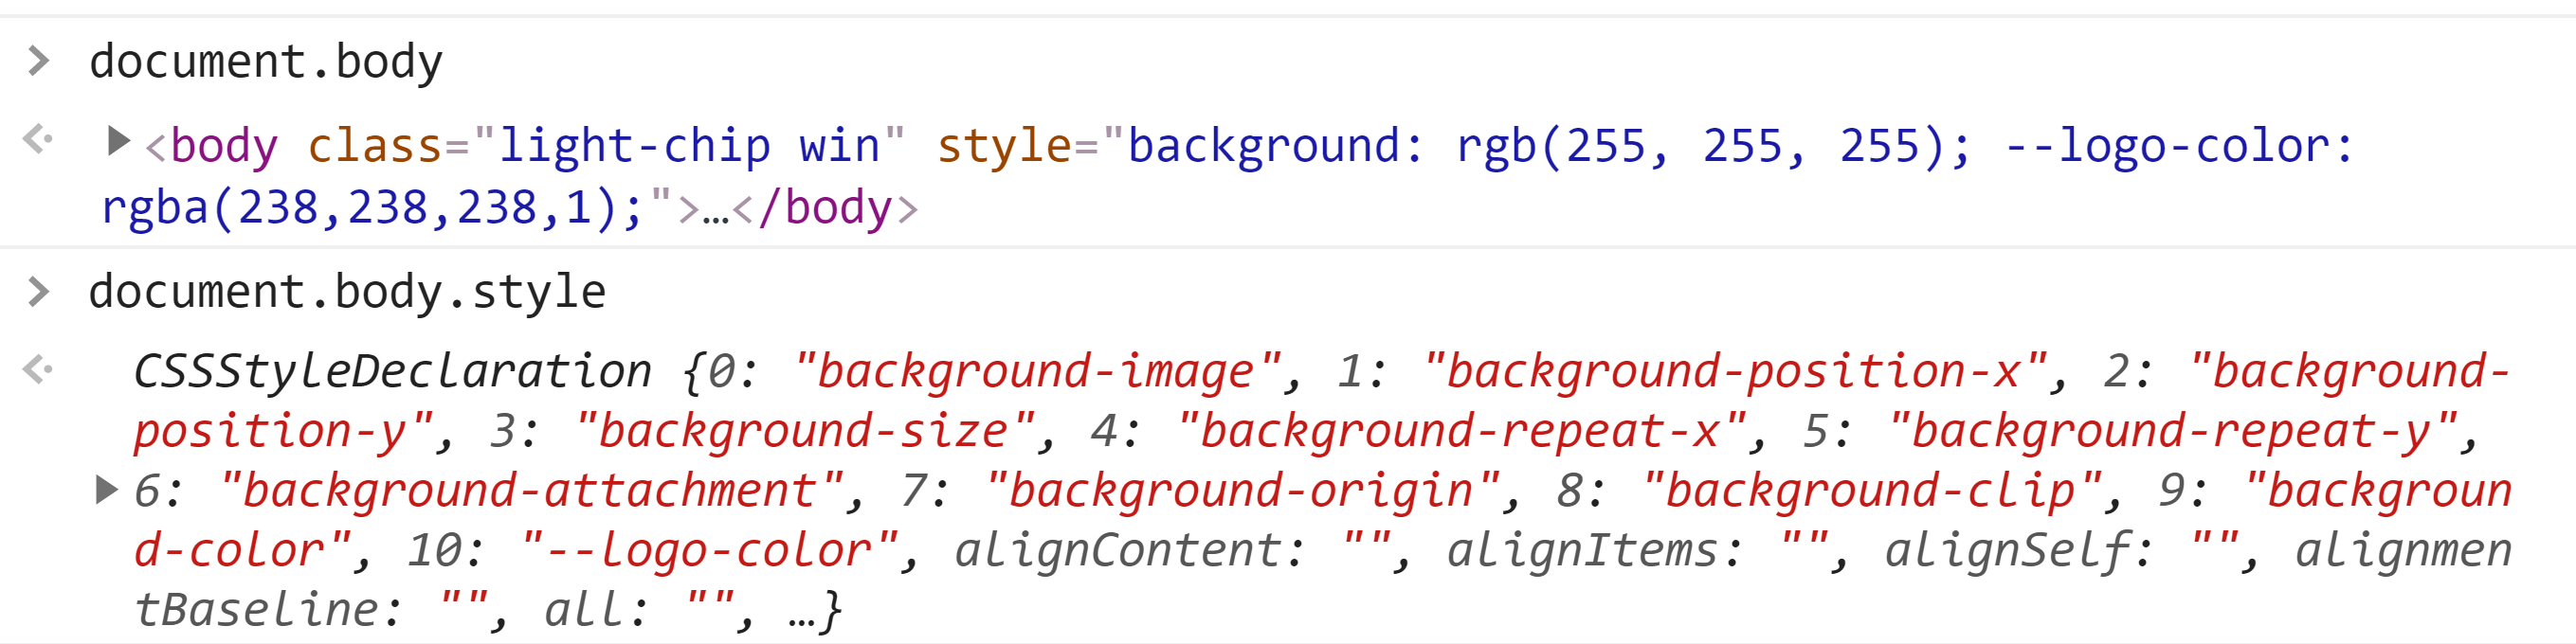 > document.body
<body class="light-chip win" style="background: rgb(255, 255, 255); --logo-color:
rgba(238,238,238,1);">…</body>
> document.body.style
CSSStyleDeclaration {0: "background-image", 1: "background-position-x", 2: "background-
position-y", 3: "background-size", 4: "background-repeat-x", 5: "background-repeat-y",
6: "background-attachment", 7: "background-origin", 8: "background-clip", 9: "backgroun
d-color", 10: "--logo-color", alignContent: "", alignItems: "", alignSelf: "", alignmen
tBaseline: "", all: "", …}